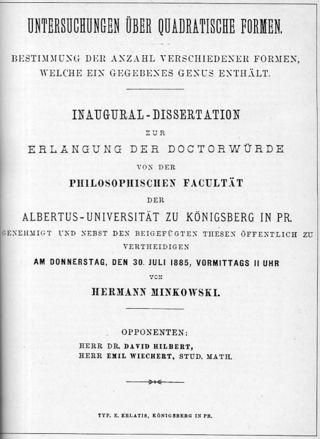 UNTERSUCHUNGEN ÜBER QUADRATISCHE FORMEN.
BESTIMMUNG DER ANZAHL VERSCHIEDENER FORMEN,
WELCHE EIN GEGEBENES GENUS ENTHÄLT.
INAUGURAL-DISSERTATION
ZUR
ERLANGUNG DER DOCTORWÜRDE
VON DER
PHILOSOPHISCHEN FACULTÄT
DER
ALBERTUS-UNIVERSITÄT ZU KÖNIGSBERG IN PR.
GENEHMIGT UND NEBST DEN BEIGEFÜGTEN THESEN ÖFFENTLICH ZU
VERTHEIDIGEN
AM DONNERSTAG, DEN 30. JULI 1885, VORMITTAGS 11 UHR
VON
HERMANN MINKOWSKI.
OPPONENTEN:
HERR DR. DAVID HILBERT,
HERR EMIL WIECHERT, STUD. MATH.
TYP. E. ERLATIS, KÖNIGSBERG IN PR.